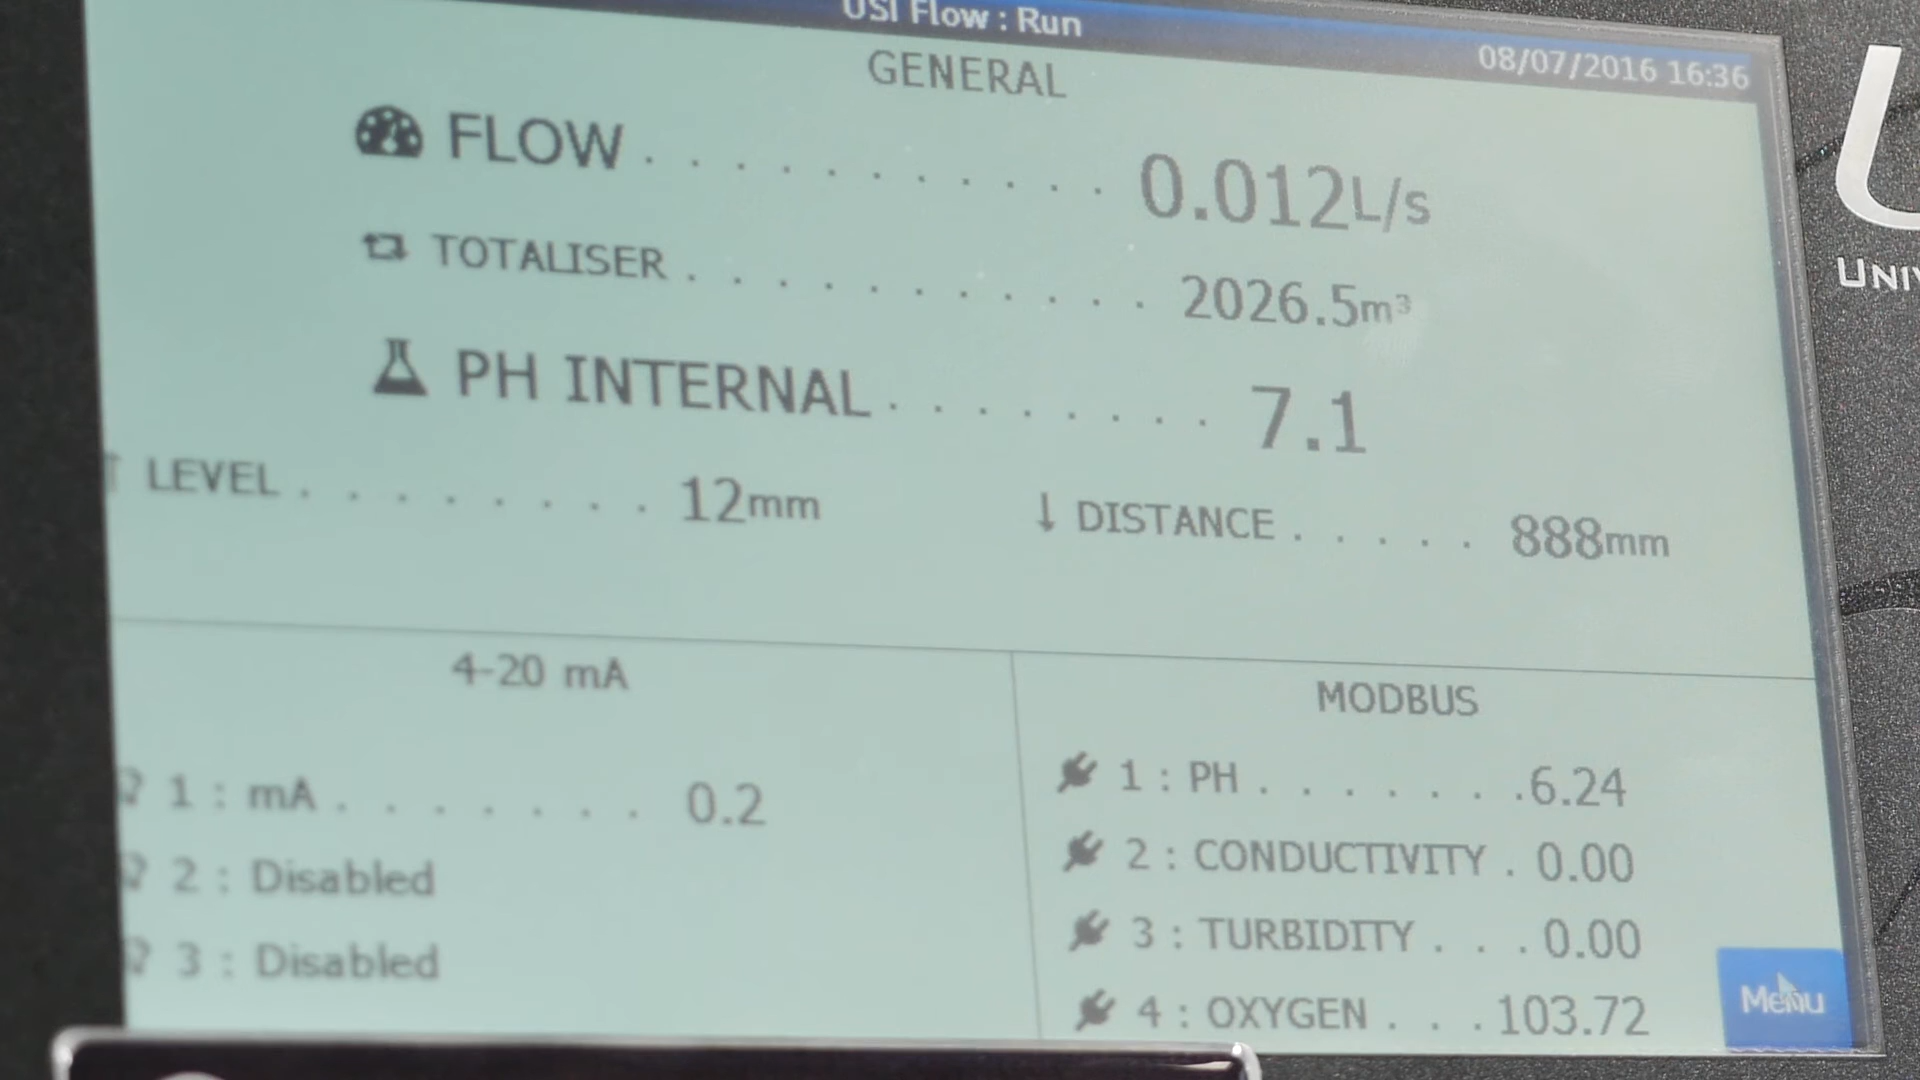 USI Flow : Run
08/07/2016 16:36
GENERAL
FLOW . . . . . . . . . . . 0.012L/s
TOTALISER . . . . . . . . . . . 2026.5m³
PH INTERNAL . . . . . . . . 7.1
LEVEL . . . . . . . . 12mm
↓ DISTANCE . . . . . 888mm
4-20 mA
1 : mA . . . . . . . 0.2
2 : Disabled
3 : Disabled
MODBUS
1 : PH . . . . . . . 6.24
2 : CONDUCTIVITY . 0.00
3 : TURBIDITY . . . 0.00
4 : OXYGEN . . . 103.72
Menu